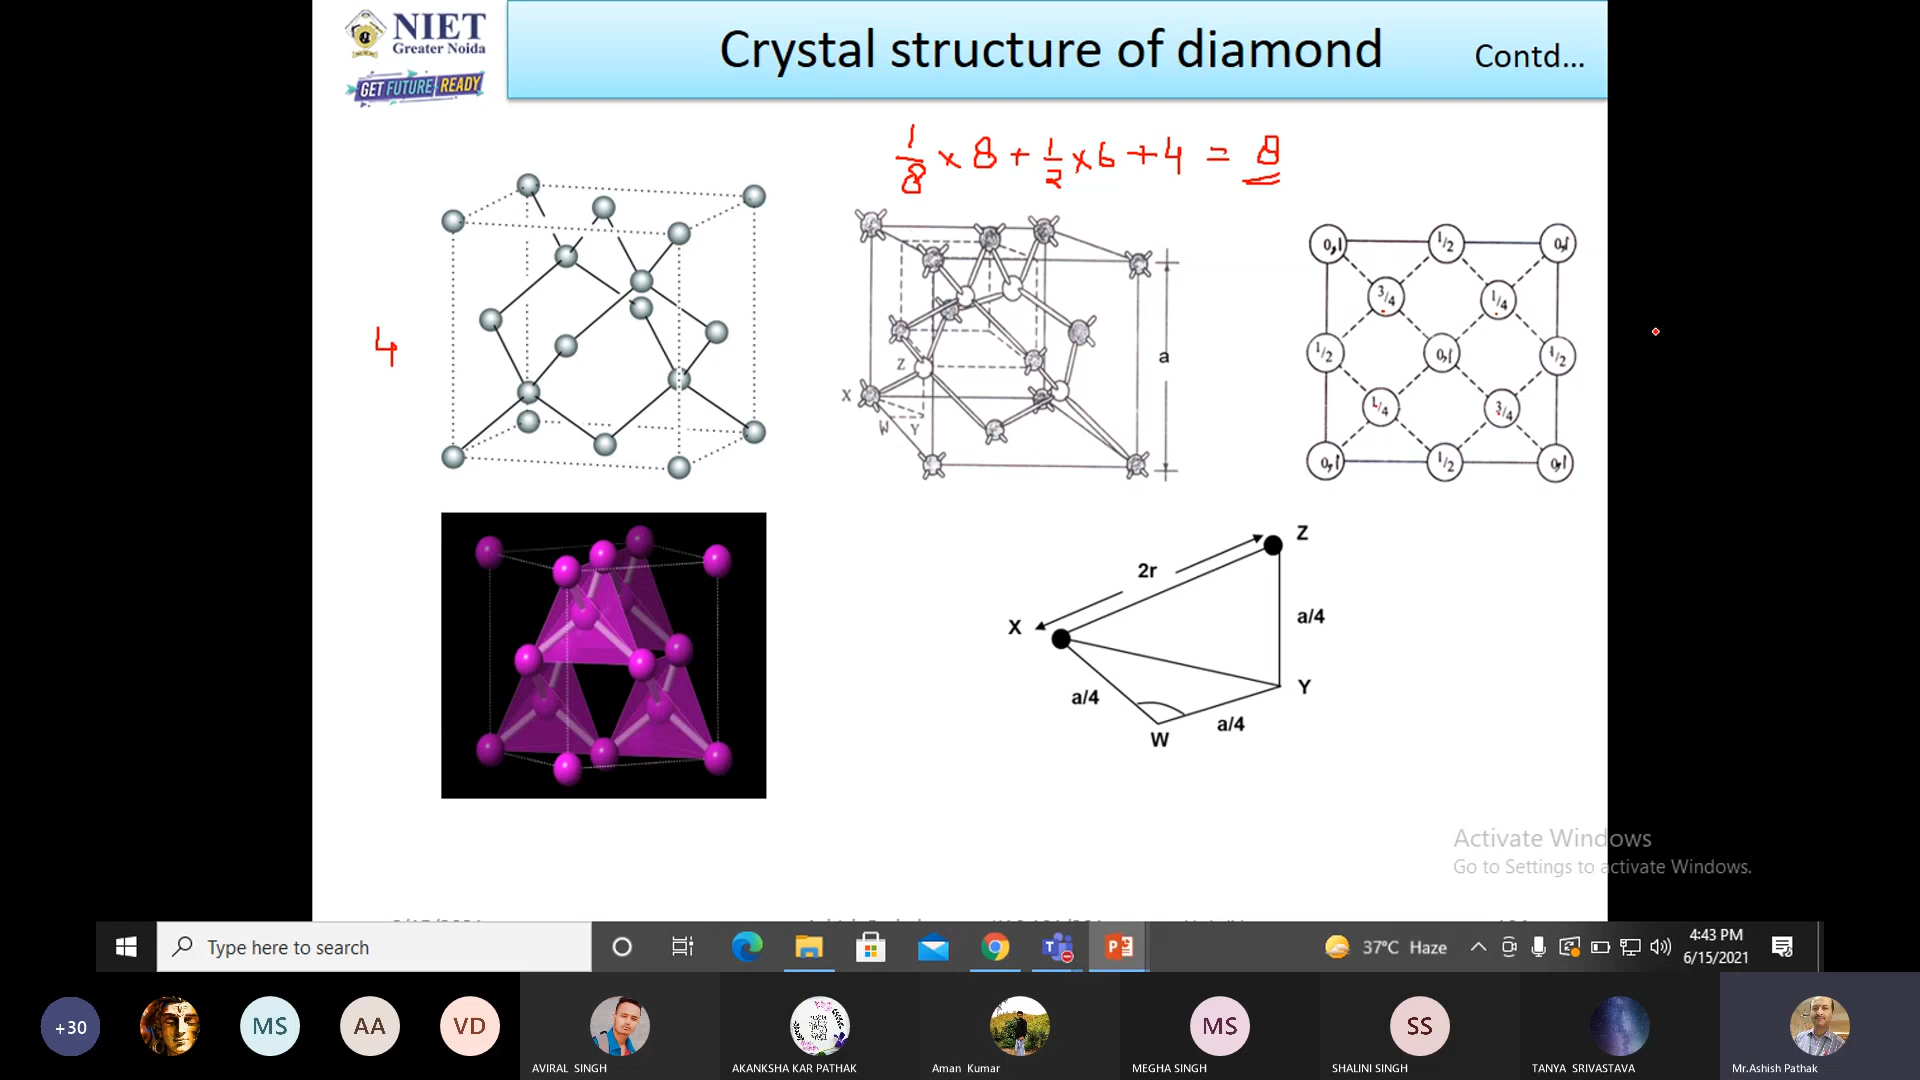 NIET
Greater Noida
GET FUTURE READY
Crystal structure of diamond
Contd...
1/8 × 8 + 1/2 × 6 + 4 = 8
4
X
W
Y
Z
a
0,1
1/2
0,1
3/4
1/4
1/2
0,1
1/2
1/4
3/4
0,1
1/2
0,1
Z
2r
X
a/4
Y
a/4
a/4
W
Activate Windows
Go to Settings to activate Windows.
Type here to search
37°C Haze
4:43 PM
6/15/2021
+30
MS
AA
VD
MS
SS
AVIRAL SINGH
AKANKSHA KAR PATHAK
Aman Kumar
MEGHA SINGH
SHALINI SINGH
TANYA SRIVASTAVA
Mr.Ashish Pathak